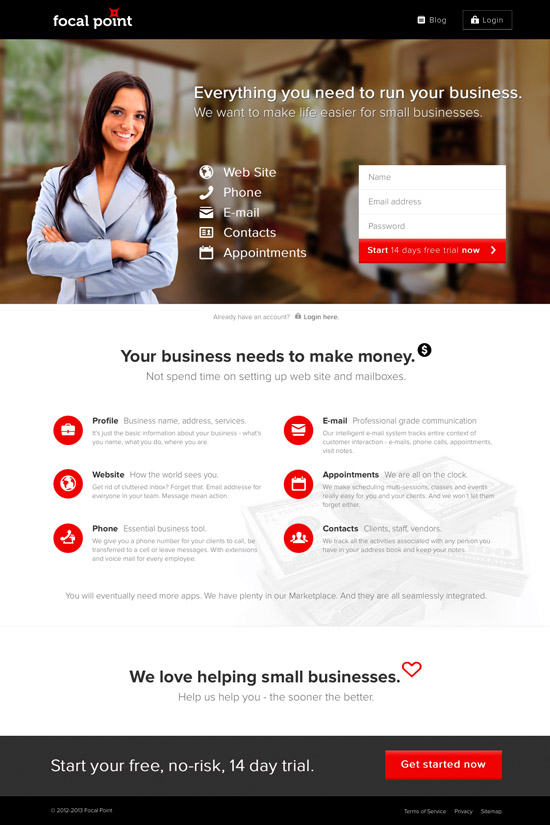 focal point
Blog
Login
Everything you need to run your business.
We want to make life easier for small businesses.
Web Site
Phone
E-mail
Contacts
Appointments
Name
Email address
Password
Start 14 days free trial now
Already have an account? Login here.
Your business needs to make money.
$
Not spend time on setting up web site and mailboxes.
Profile Business name, address, services.
It's just the basic information about your business - what's
you name, what you do, where you are.
E-mail Professional grade communication
Our intelligent e-mail system tracks entire context of
customer interaction - e-mails, phone calls, appointments,
visit notes.
Website How the world sees you.
Get rid of cluttered inbox? Forget that. Email addresse for
everyone in your team. Message mean action.
Appointments We are all on the clock.
We make scheduling multi-sessions, classes and events
really easy for you and your clients. And we won't let them
forget either.
Phone Essential business tool.
We give you a phone number for your clients to call, be
transferred to a cell or leave messages. With extensions
and voice mail for every employee.
Contacts Clients, staff, vendors.
We track all the activities associated with any person you
have in your address book and keep your notes.
You will eventually need more apps. We have plenty in our Marketplace. And they are all seamlessly integrated.
We love helping small businesses.
Help us help you - the sooner the better.
Start your free, no-risk, 14 day trial.
Get started now
© 2012-2013 Focal Point
Terms of Service Privacy Sitemap